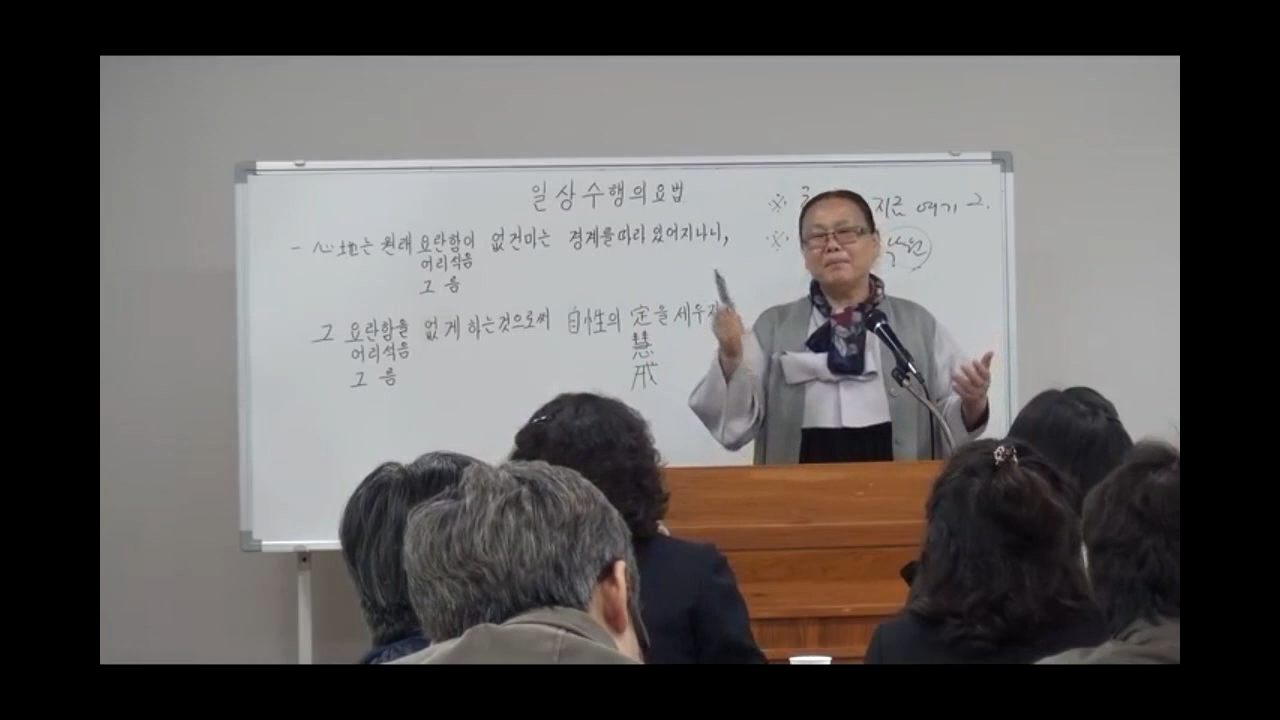 일상수행의 요법
- 心地는 원래 요란함이 없건마는 경계를 따라 있어지나니,
어리석음
그 름
그 요란함을 없게 하는것으로써 自性의 定을 세우자
어리석음 慧
그 름 戒
※
※